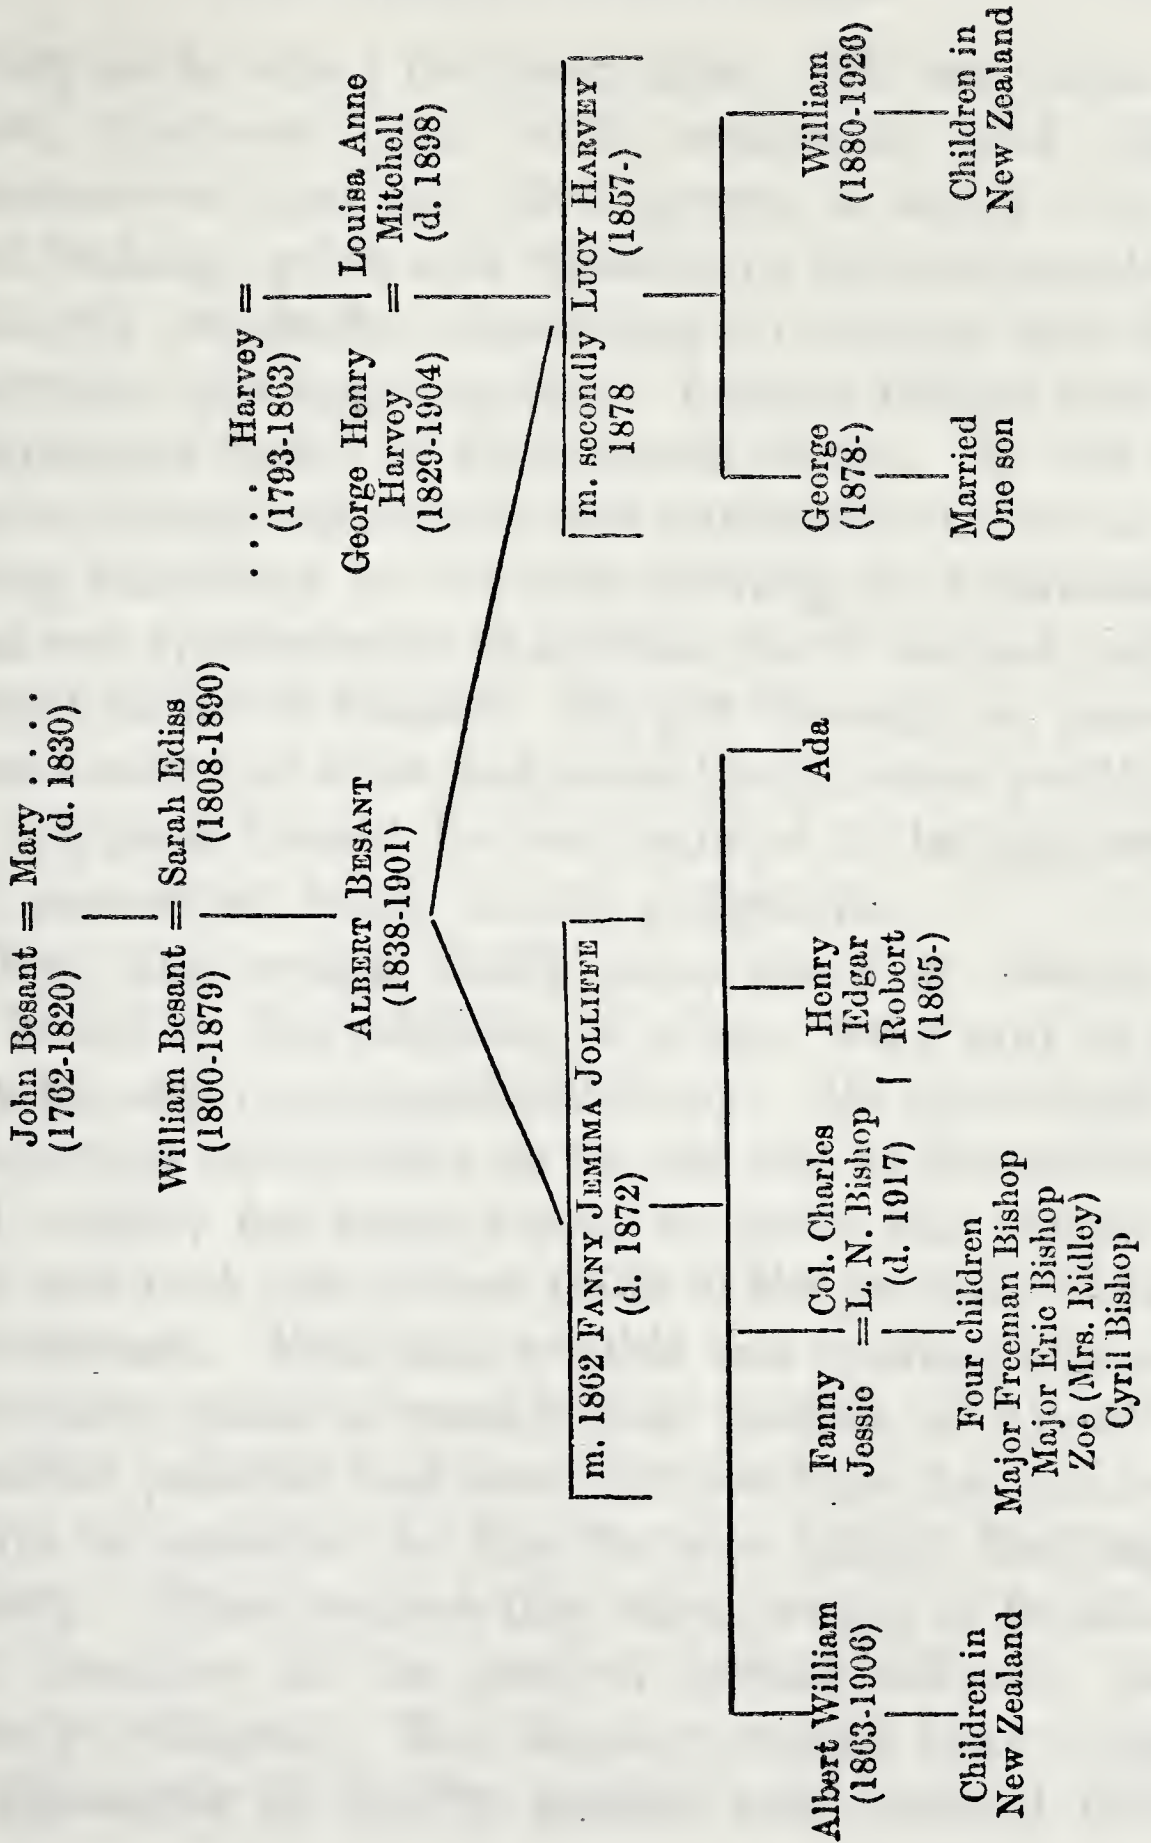 John Besant = Mary . . . . .
(1762-1820) (d. 1830)
William Besant = Sarah Ediss
(1800-1879) (1808-1890)
ALBERT BESANT
(1838-1901)
. . . . . Harvey =
(1793-1863)
George Henry Harvey = Louisa Anne Mitchell
(1829-1904) (d. 1898)
m. 1862 FANNY JEMIMA JOLLIFFE
(d. 1872)
m. secondly LUCY HARVEY
1878 (1857-)
Albert William
(1863-1906)
Children in
New Zealand
Fanny
Jessie
=
Col. Charles
L. N. Bishop
(d. 1917)
Four children
Major Freeman Bishop
Major Eric Bishop
Zoe (Mrs. Ridley)
Cyril Bishop
Henry
Edgar
Robert
(1865-)
Ada
George
(1878-)
Married
One son
William
(1880-1926)
Children in
New Zealand